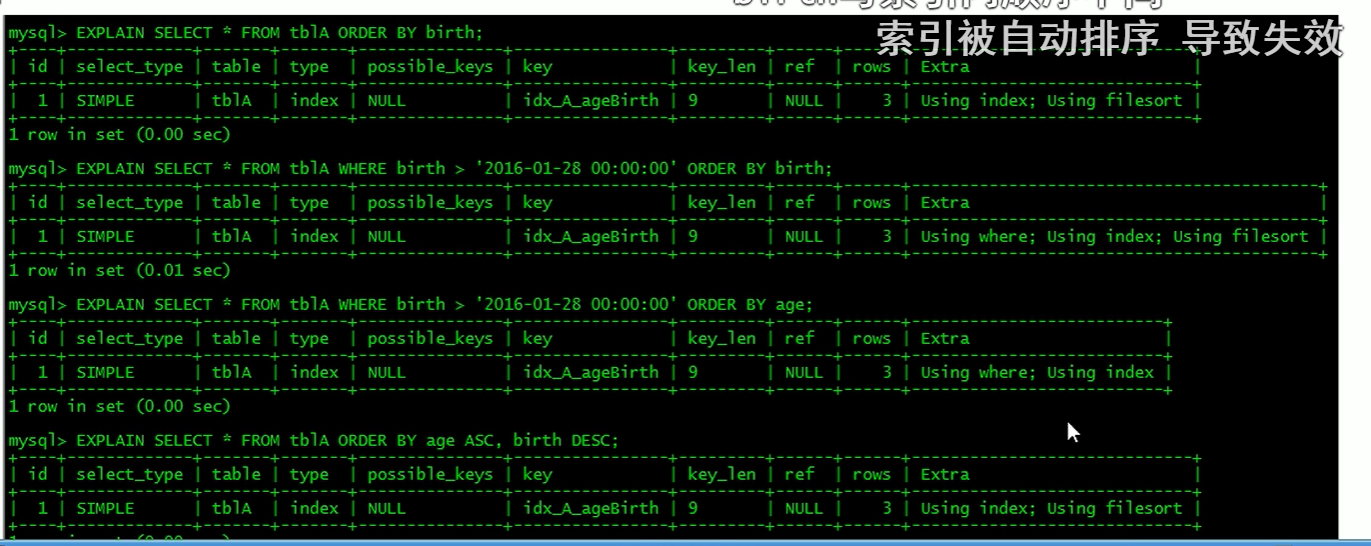 mysql> EXPLAIN SELECT * FROM tblA ORDER BY birth;
索引被自动排序 导致失效
| id | select_type | table | type | possible_keys | key | key_len | ref | rows | Extra |
| 1 | SIMPLE | tblA | index | NULL | idx_A_ageBirth | 9 | NULL | 3 | Using index; Using filesort |
1 row in set (0.00 sec)
mysql> EXPLAIN SELECT * FROM tblA WHERE birth > '2016-01-28 00:00:00' ORDER BY birth;
| id | select_type | table | type | possible_keys | key | key_len | ref | rows | Extra |
| 1 | SIMPLE | tblA | index | NULL | idx_A_ageBirth | 9 | NULL | 3 | Using where; Using index; Using filesort |
1 row in set (0.01 sec)
mysql> EXPLAIN SELECT * FROM tblA WHERE birth > '2016-01-28 00:00:00' ORDER BY age;
| id | select_type | table | type | possible_keys | key | key_len | ref | rows | Extra |
| 1 | SIMPLE | tblA | index | NULL | idx_A_ageBirth | 9 | NULL | 3 | Using where; Using index |
1 row in set (0.00 sec)
mysql> EXPLAIN SELECT * FROM tblA ORDER BY age ASC, birth DESC;
| id | select_type | table | type | possible_keys | key | key_len | ref | rows | Extra |
| 1 | SIMPLE | tblA | index | NULL | idx_A_ageBirth | 9 | NULL | 3 | Using index; Using filesort |